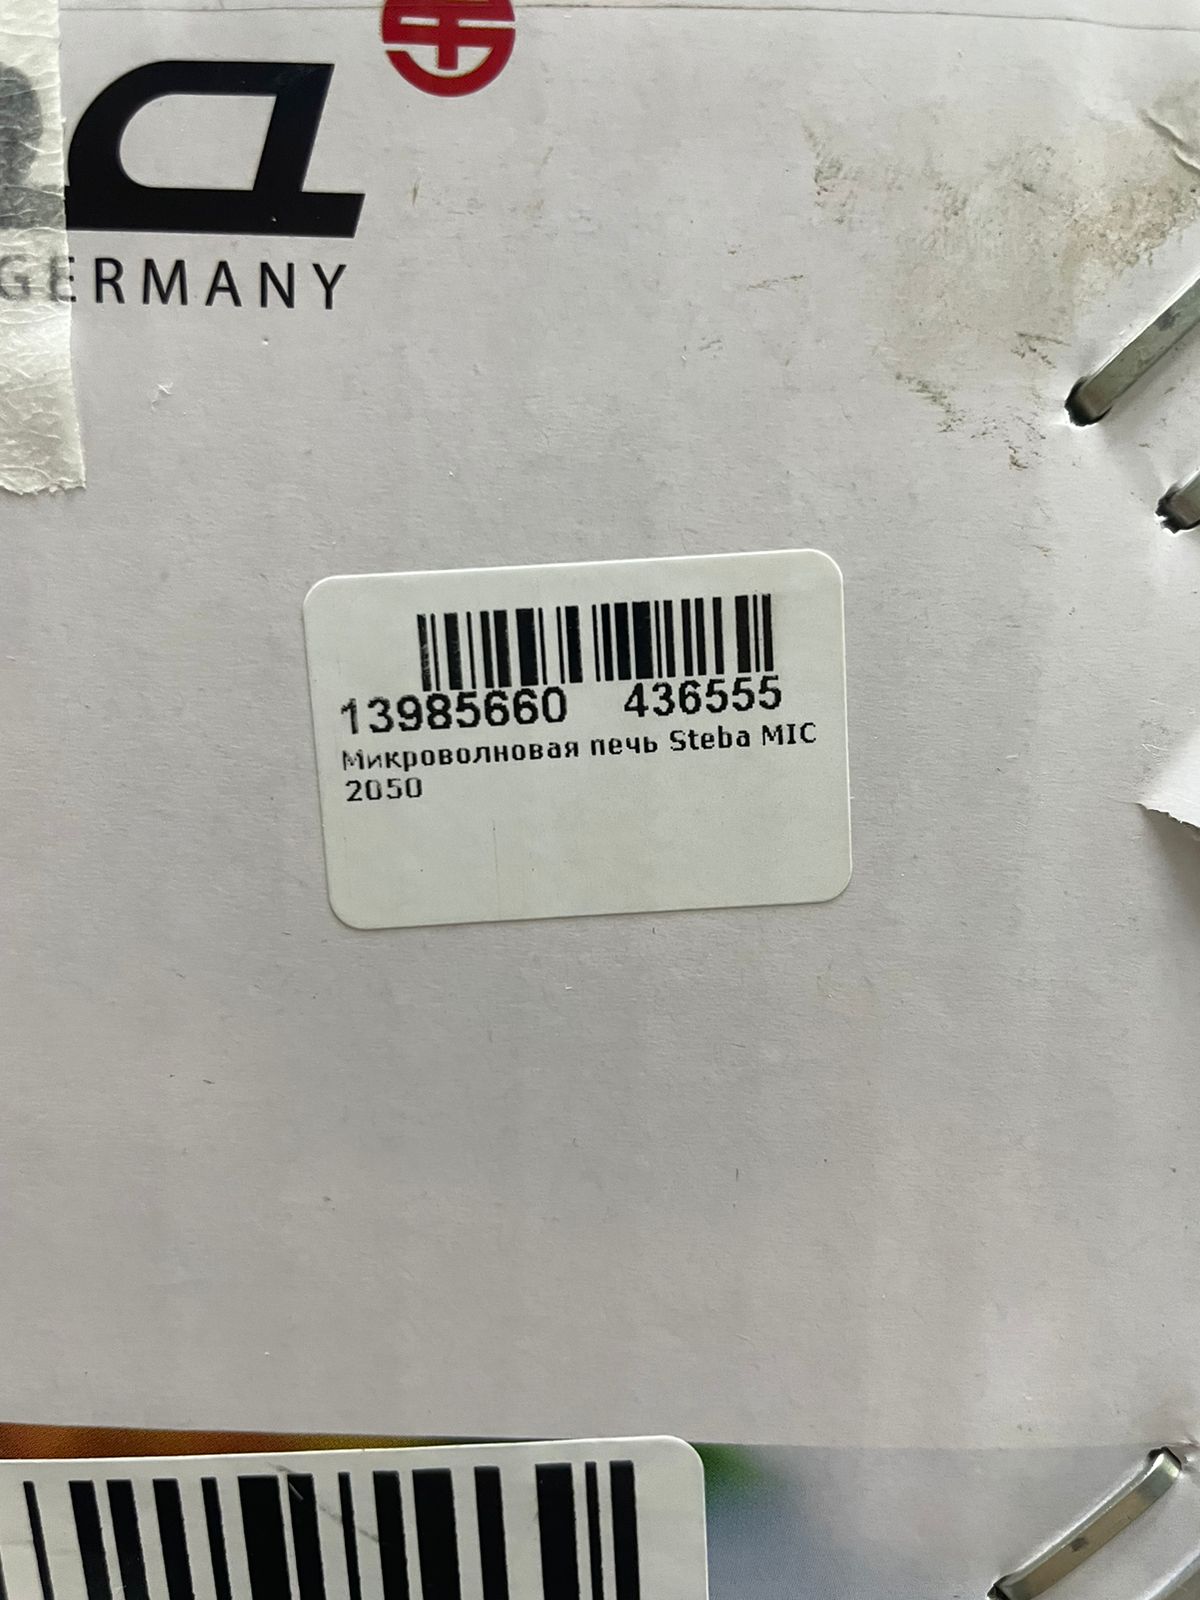 GERMANY
13985660 436555
Микроволновая печь Steba MIC
2050